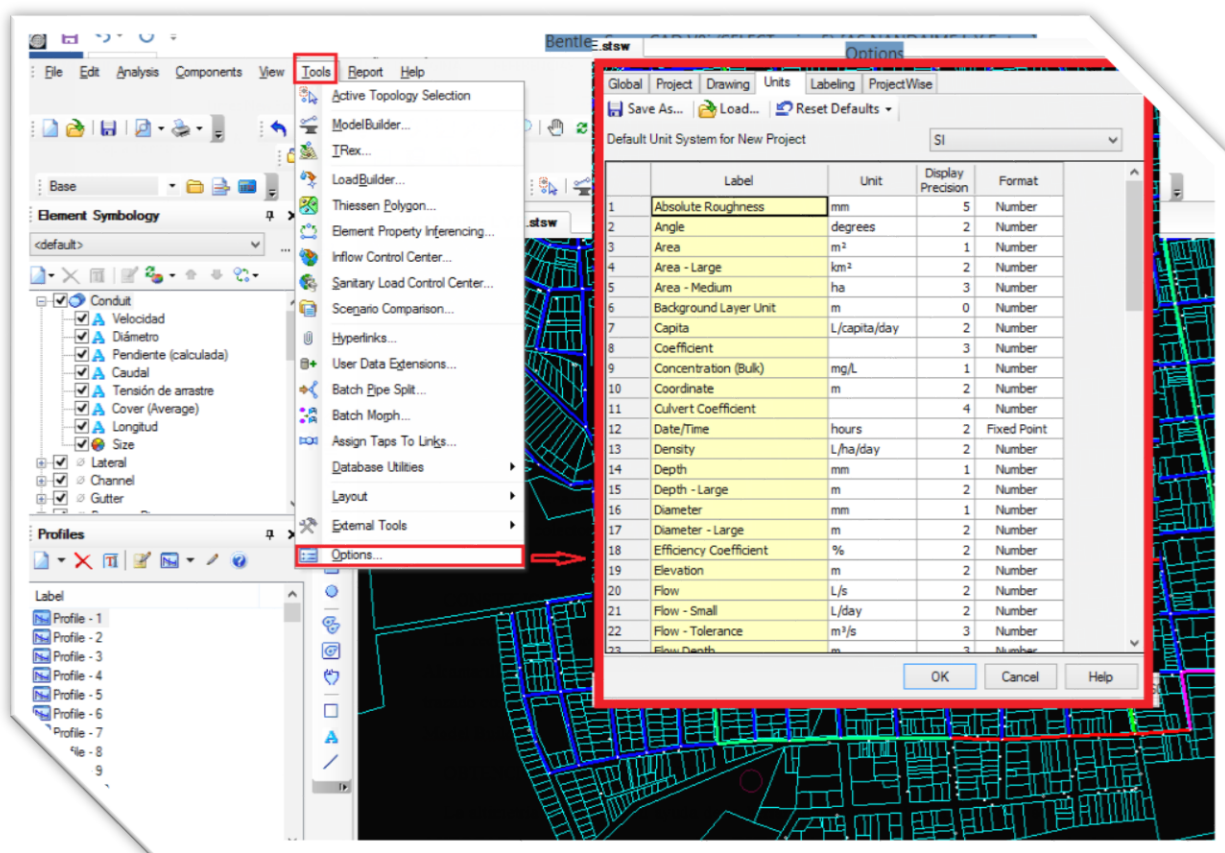 Options
.stsw
File Edit Analysis Components View Tools Report Help
Base
Element Symbology
<default>
...
Conduit
Velocidad
Diámetro
Pendiente (calculada)
Caudal
Tensión de arrastre
Cover (Average)
Longitud
Size
Lateral
Channel
Gutter
Profiles
Label
Profile - 1
Profile - 2
Profile - 3
Profile - 4
Profile - 5
Profile - 6
Profile - 7
- 8
9
Active Topology Selection
ModelBuilder...
TRex...
LoadBuilder...
Thiessen Polygon...
Element Property Inferencing...
Inflow Control Center...
Sanitary Load Control Center...
Scenario Comparison...
Hyperlinks...
User Data Extensions...
Batch Pipe Split...
Batch Morph...
Assign Taps To Links...
Database Utilities
Layout
External Tools
Options...
.stsw
Global Project Drawing Units Labeling ProjectWise
Save As... Load... Reset Defaults
Default Unit System for New Project SI
Label Unit Display Precision Format
1 Absolute Roughness mm 5 Number
2 Angle degrees 2 Number
3 Area m² 1 Number
4 Area - Large km² 2 Number
5 Area - Medium ha 3 Number
6 Background Layer Unit m 0 Number
7 Capita L/capita/day 2 Number
8 Coefficient 3 Number
9 Concentration (Bulk) mg/L 1 Number
10 Coordinate m 2 Number
11 Culvert Coefficient 4 Number
12 Date/Time hours 2 Fixed Point
13 Density L/ha/day 2 Number
14 Depth mm 1 Number
15 Depth - Large m 2 Number
16 Diameter mm 1 Number
17 Diameter - Large m 2 Number
18 Efficiency Coefficient % 2 Number
19 Elevation m 2 Number
20 Flow L/s 2 Number
21 Flow - Small L/day 2 Number
22 Flow - Tolerance m³/s 3 Number
23 Flow Depth m 3 Number
OK Cancel Help